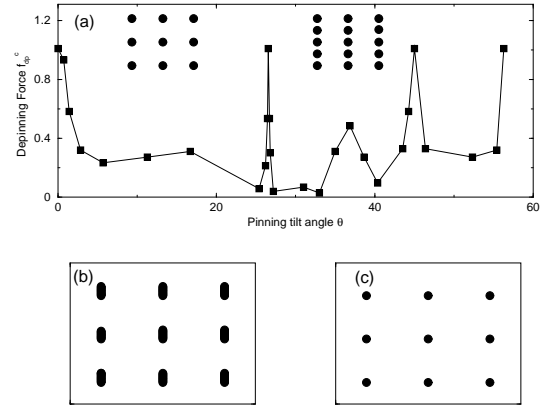 (a)
Depinning Force f_dp^c
1.2
0.8
0.4
0
0 20 40 60
Pinning tilt angle θ
(b)
(c)